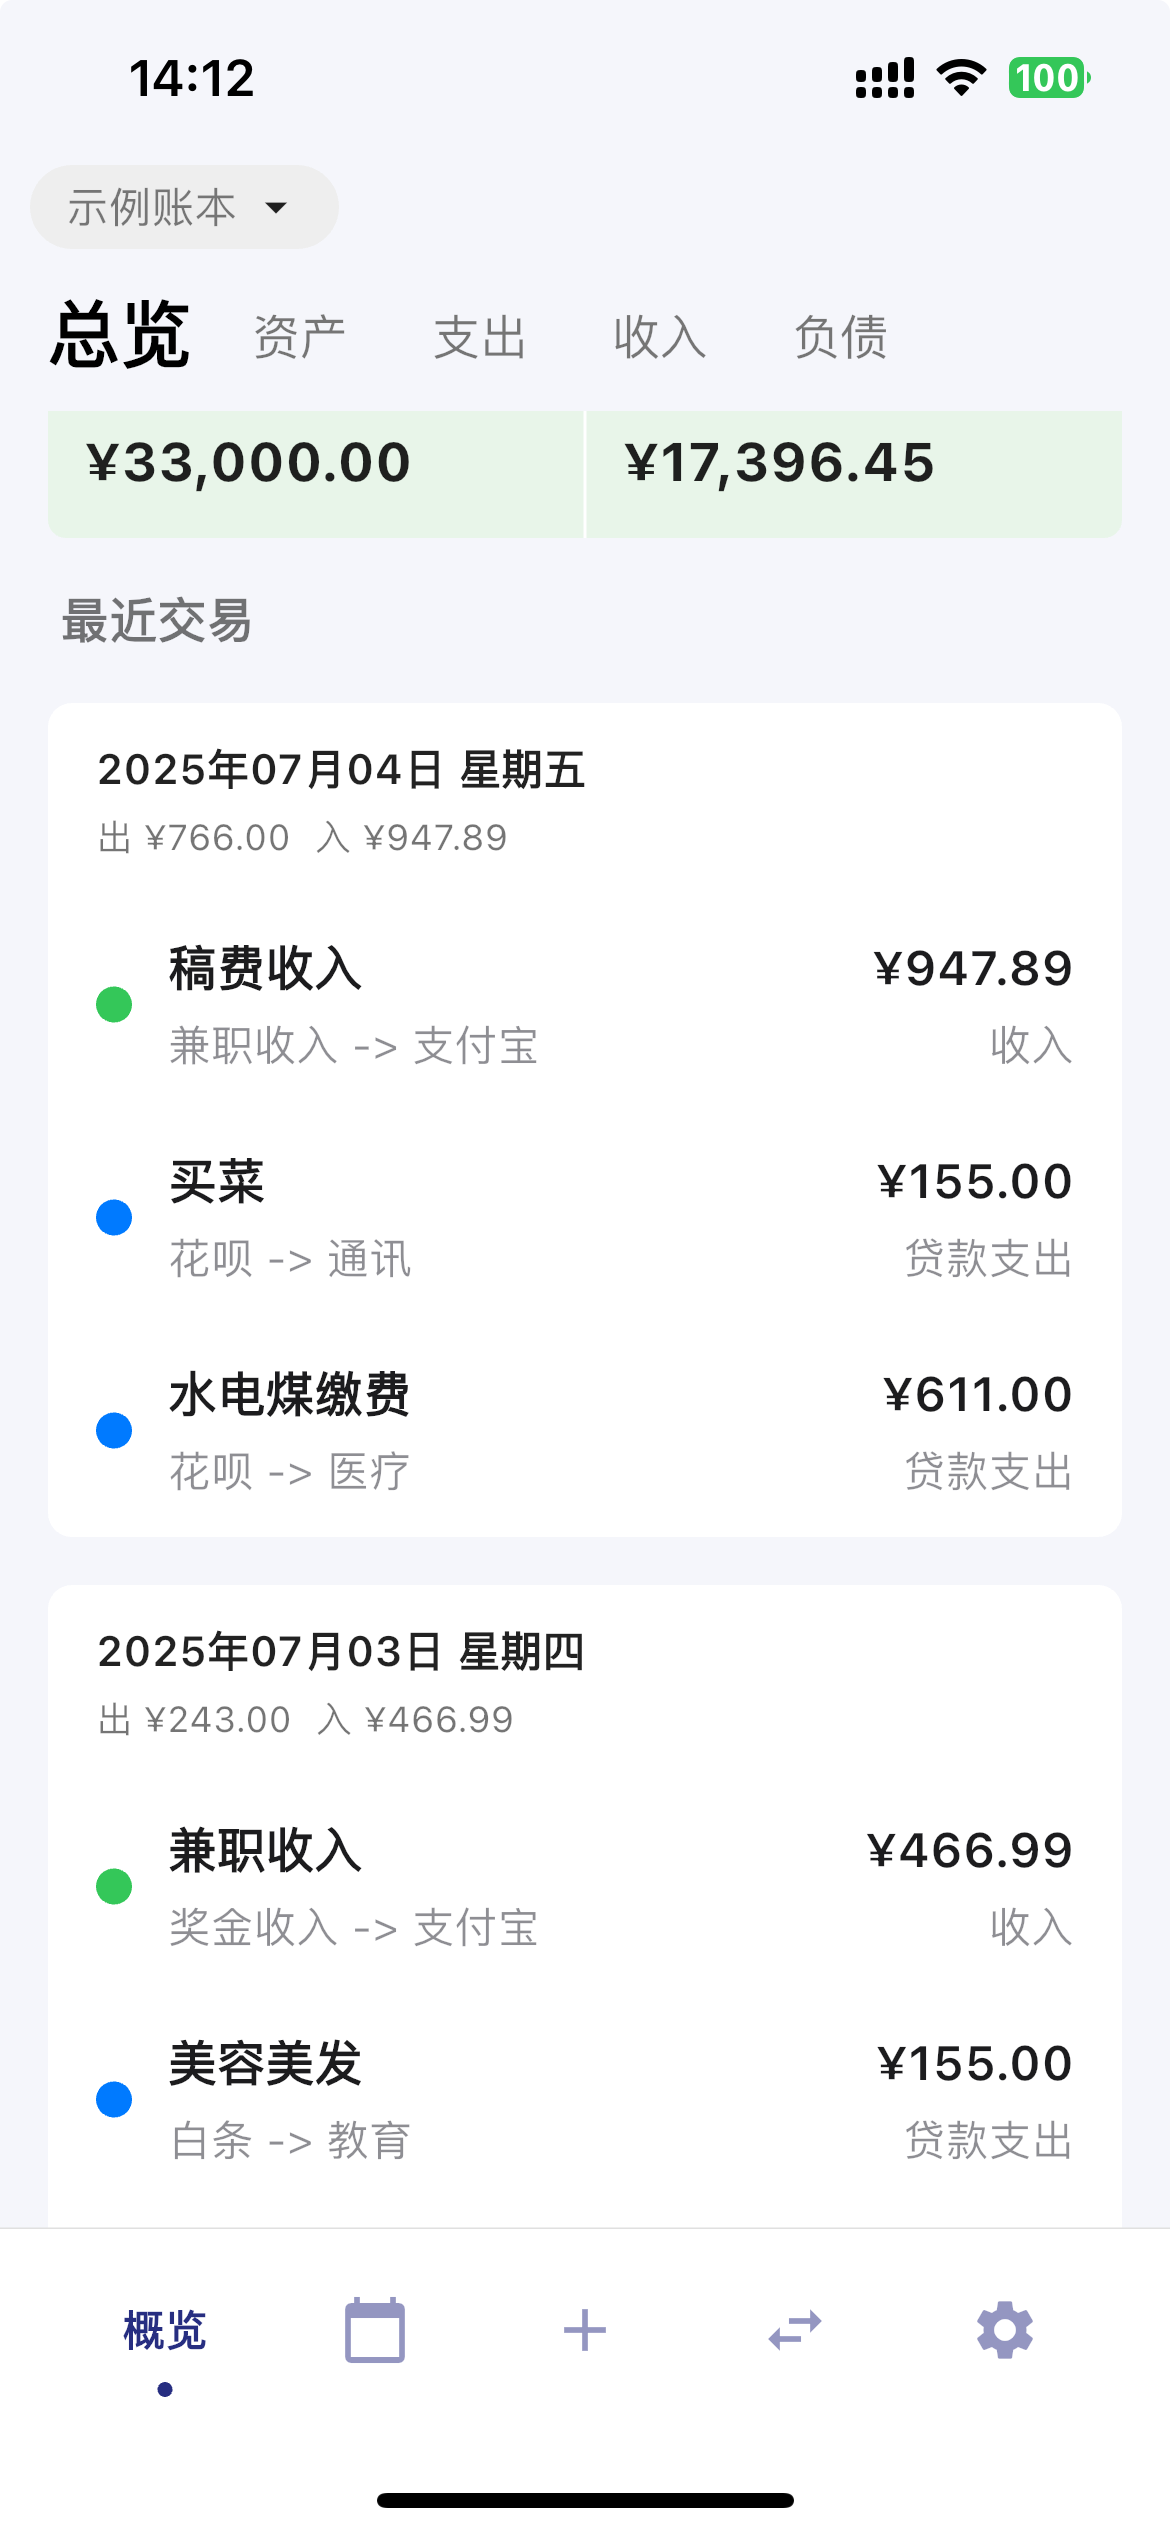 14:12
100
示例账本
总览 资产 支出 收入 负债
¥33,000.00 ¥17,396.45
最近交易
2025年07月04日 星期五
出 ¥766.00 入 ¥947.89
稿费收入 ¥947.89
兼职收入 -> 支付宝 收入
买菜 ¥155.00
花呗 -> 通讯 贷款支出
水电煤缴费 ¥611.00
花呗 -> 医疗 贷款支出
2025年07月03日 星期四
出 ¥243.00 入 ¥466.99
兼职收入 ¥466.99
奖金收入 -> 支付宝 收入
美容美发 ¥155.00
白条 -> 教育 贷款支出
概览